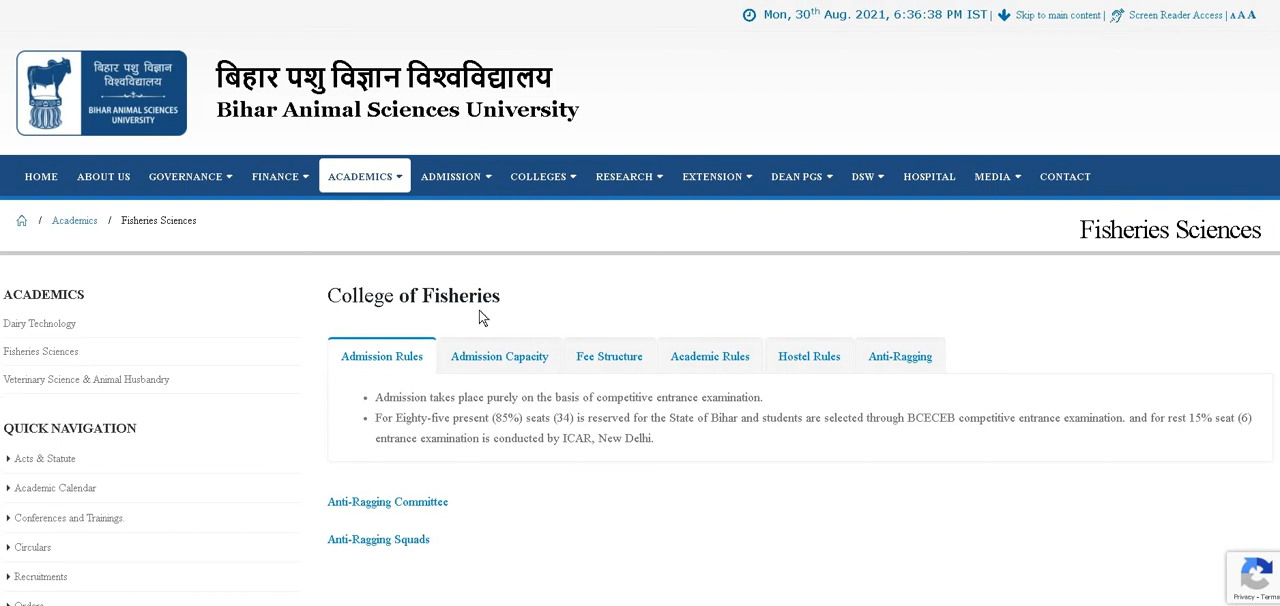 Mon, 30th Aug. 2021, 6:36:38 PM IST | Skip to main content | Screen Reader Access | A A A
बिहार पशु विज्ञान
विश्वविद्यालय
BIHAR ANIMAL SCIENCES
UNIVERSITY
बिहार पशु विज्ञान विश्वविद्यालय
Bihar Animal Sciences University
HOME ABOUT US GOVERNANCE FINANCE ACADEMICS ADMISSION COLLEGES RESEARCH EXTENSION DEAN PGS DSW HOSPITAL MEDIA CONTACT
/ Academics / Fisheries Sciences
Fisheries Sciences
ACADEMICS
Dairy Technology
Fisheries Sciences
Veterinary Science & Animal Husbandry
QUICK NAVIGATION
Acts & Statute
Academic Calendar
Conferences and Trainings
Circulars
Recruitments
Orders
College of Fisheries
Admission Rules Admission Capacity Fee Structure Academic Rules Hostel Rules Anti-Ragging
• Admission takes place purely on the basis of competitive entrance examination.
• For Eighty-five present (85%) seats (34) is reserved for the State of Bihar and students are selected through BCECEB competitive entrance examination. and for rest 15% seat (6)
entrance examination is conducted by ICAR, New Delhi.
Anti-Ragging Committee
Anti-Ragging Squads
Privacy - Terms